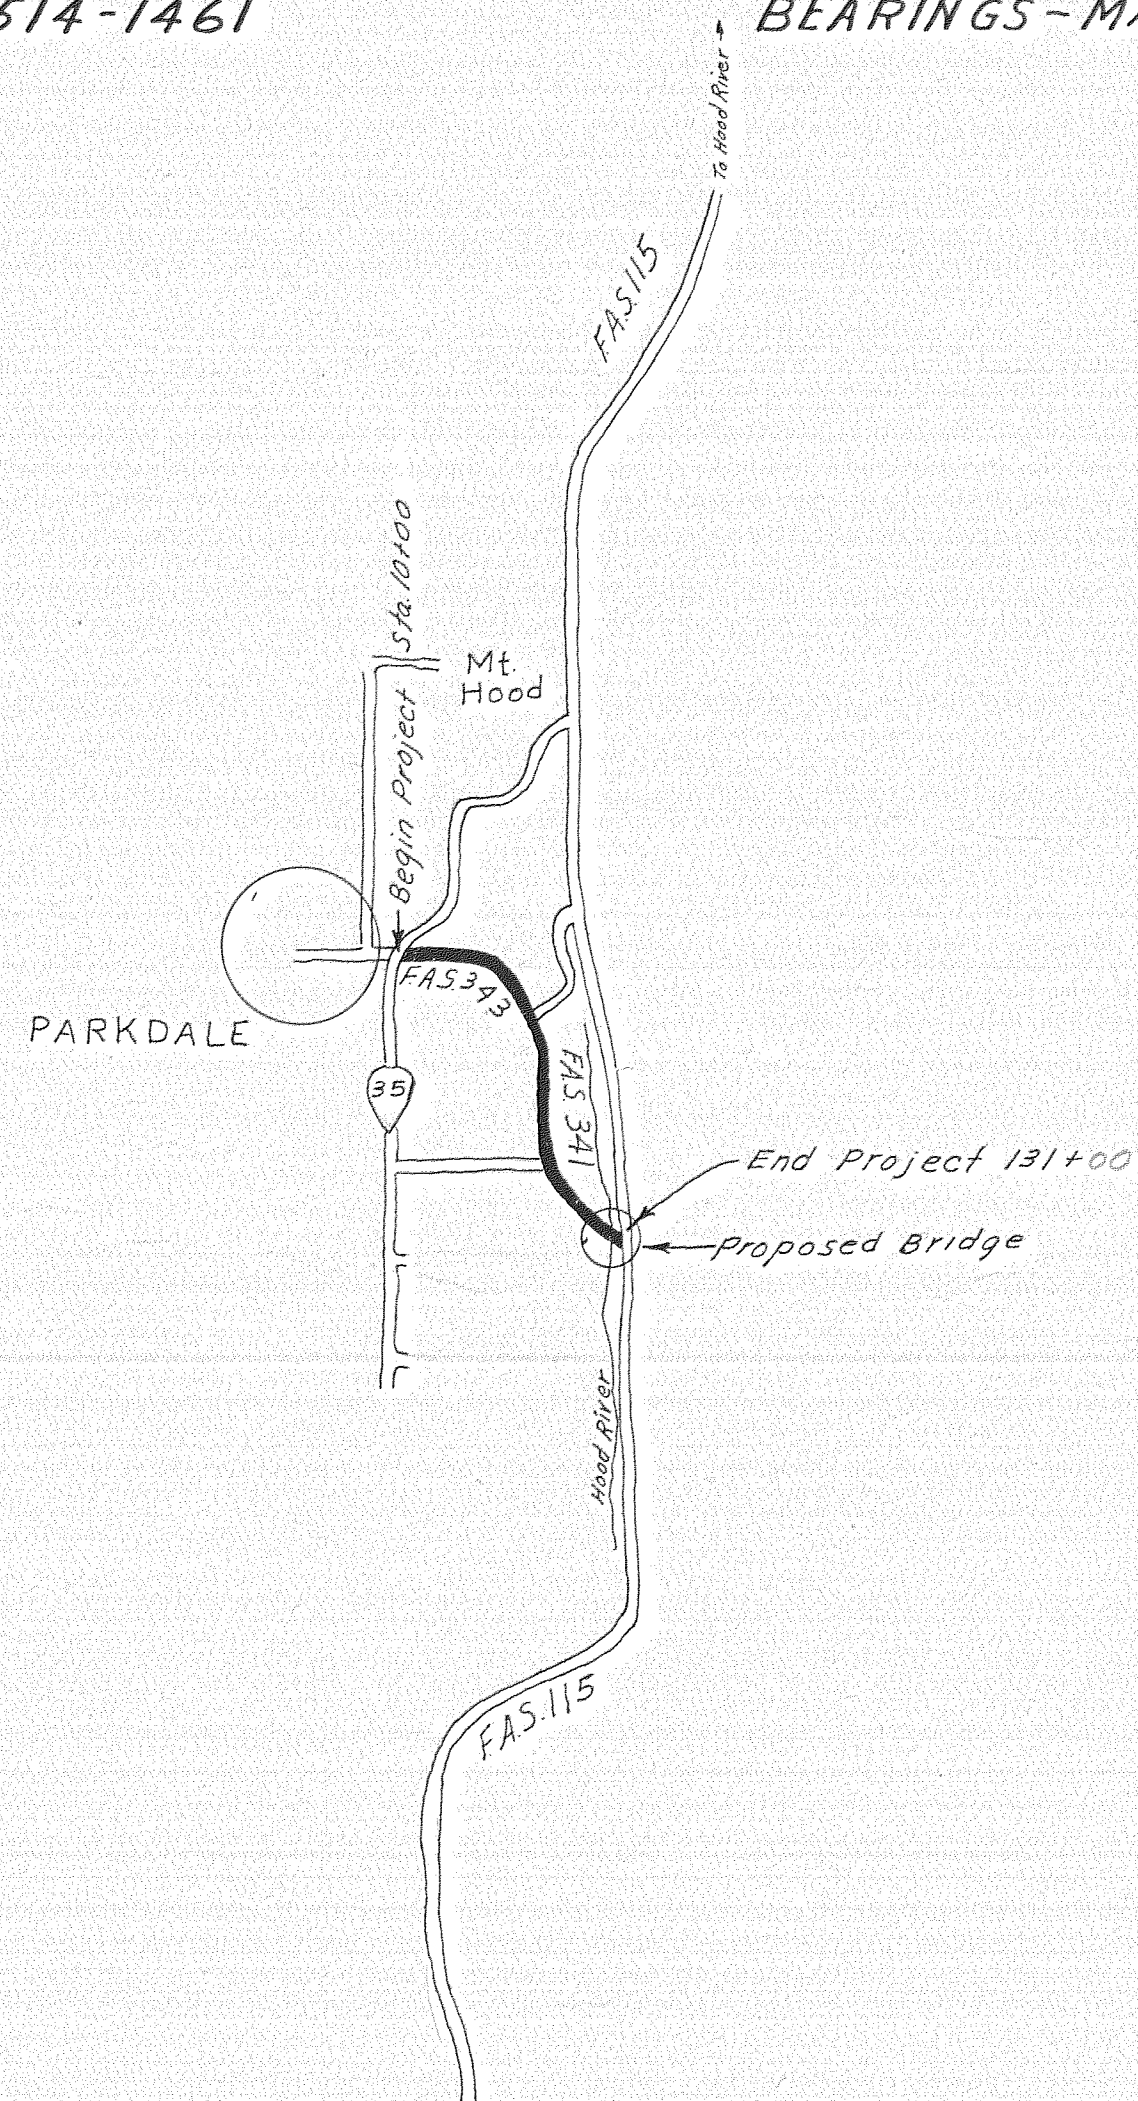 514-1461
BEARINGS-MA
To Hood River
F.A.S. 115
Sta. 10+00
Mt.
Hood
Begin Project
F.A.S. 343
PARKDALE
35
F.A.S. 341
End Project 131+00
Proposed Bridge
Hood River
F.A.S. 115